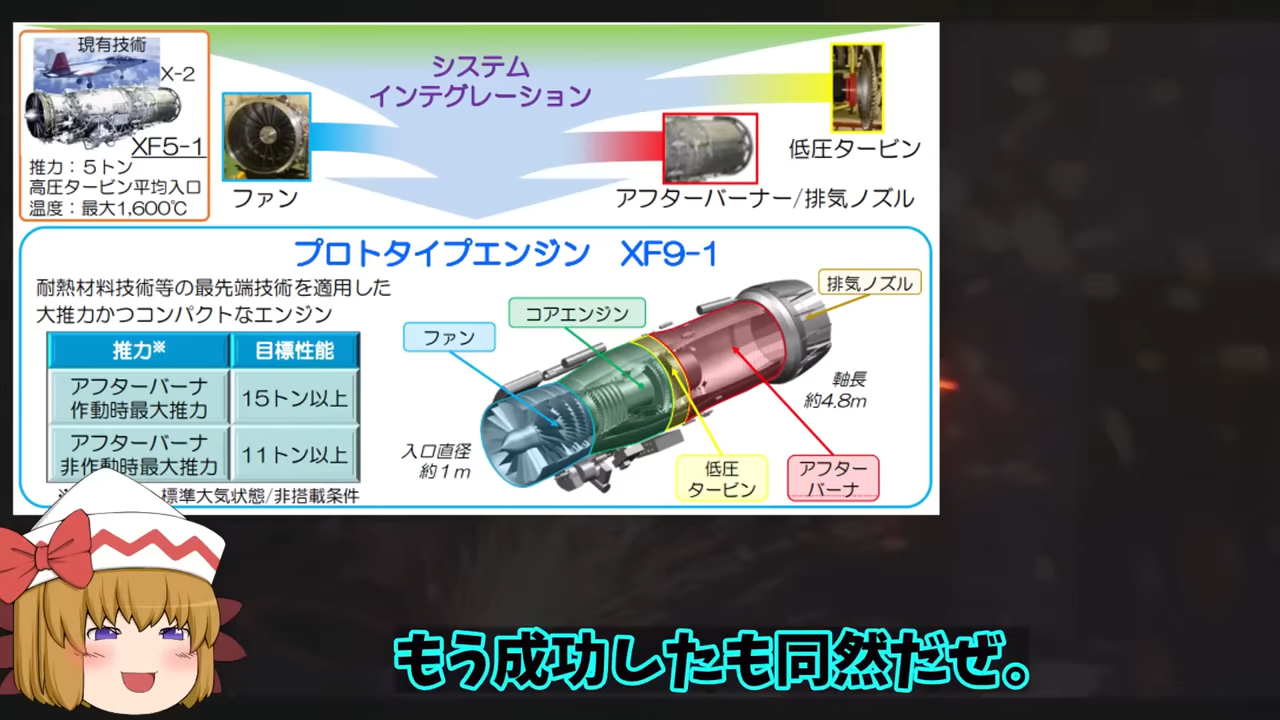 現有技術
X-2
XF5-1
推力：５トン
高圧タービン平均入口
温度：最大1,600℃
システム
インテグレーション
ファン
アフターバーナー/排気ノズル
低圧タービン
プロトタイプエンジン　XF9-1
耐熱材料技術等の最先端技術を適用した
大推力かつコンパクトなエンジン
推力※
目標性能
アフターバーナ
作動時最大推力
15トン以上
アフターバーナ
非作動時最大推力
11トン以上
標準大気状態/非搭載条件
ファン
コアエンジン
排気ノズル
入口直径
約１ｍ
軸長
約4.8m
低圧
タービン
アフター
バーナ
もう成功したも同然だぜ。